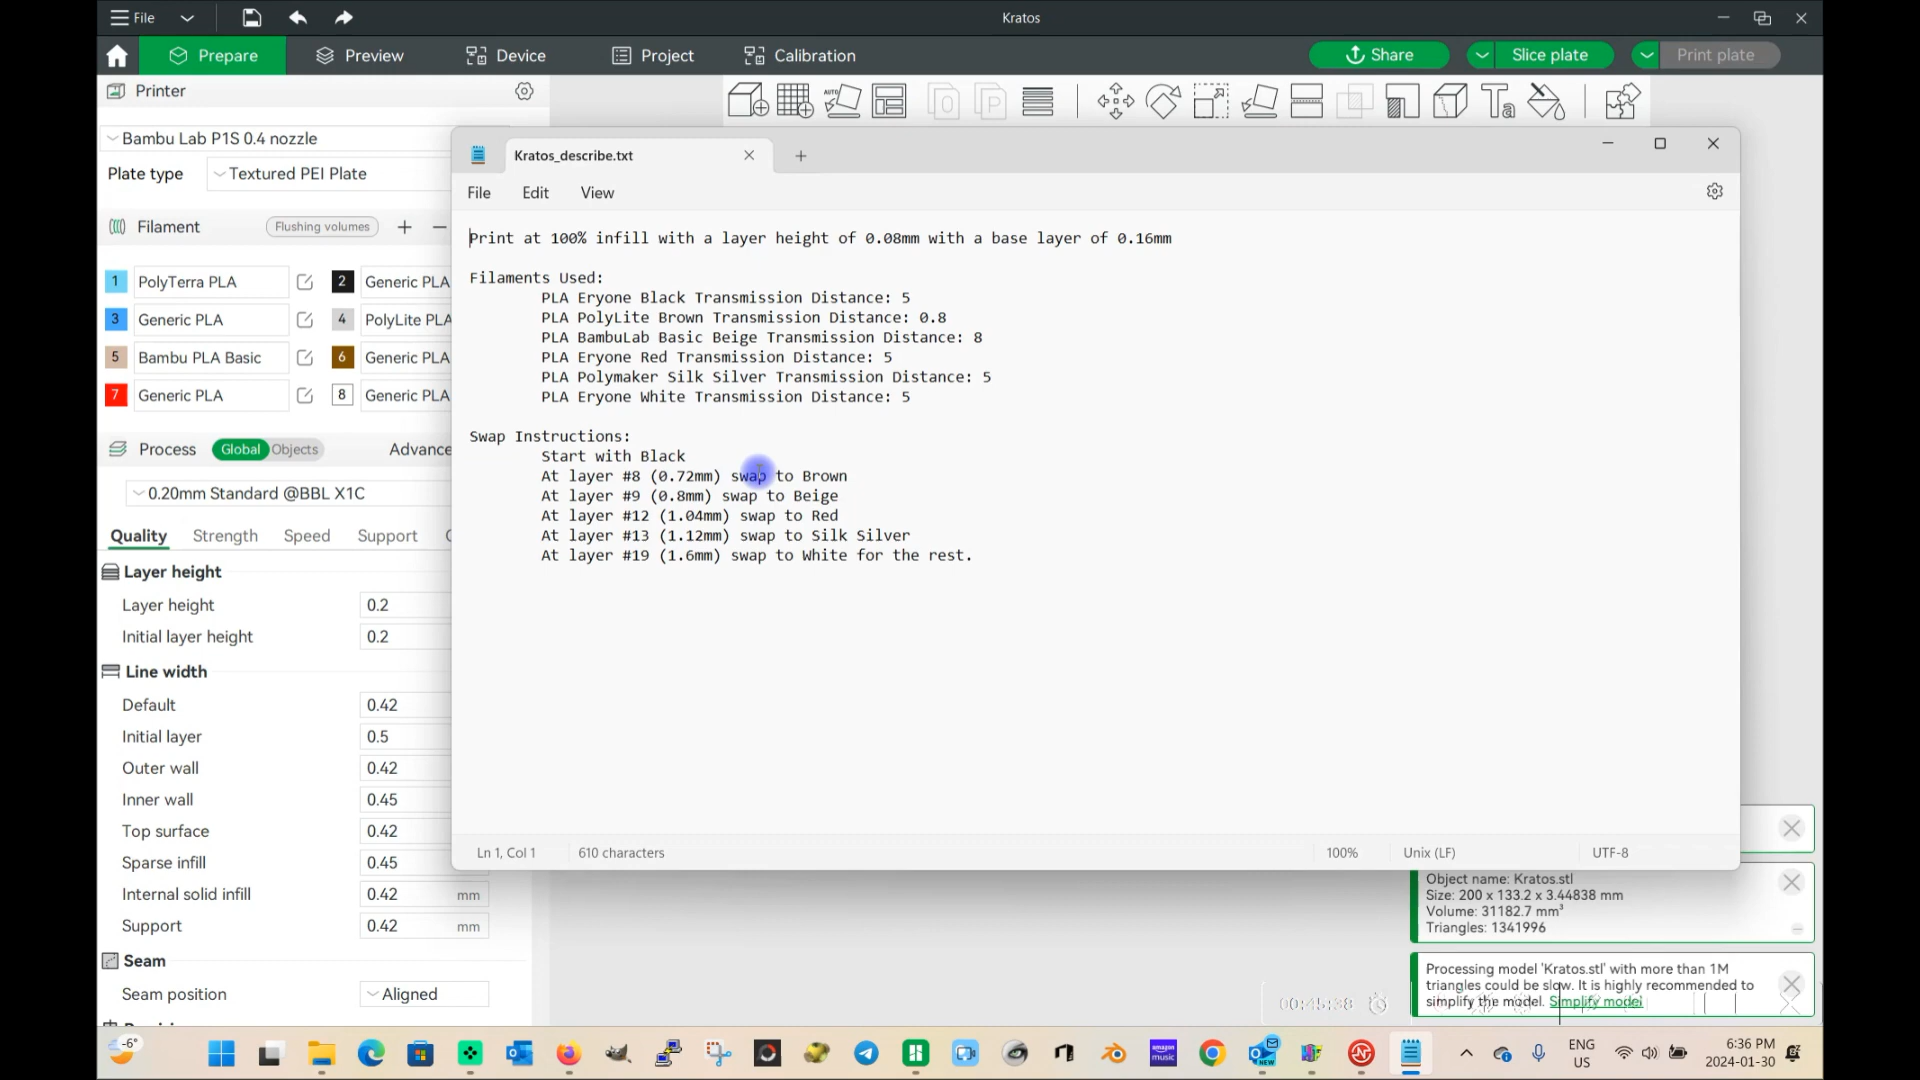 File
Kratos
Prepare
Preview
Device
Project
Calibration
Share
Slice plate
Print plate
Printer
Bambu Lab P1S 0.4 nozzle
Plate type
Textured PEI Plate
Filament
Flushing volumes
1 PolyTerra PLA
2 Generic PLA
3 Generic PLA
4 PolyLite PLA
5 Bambu PLA Basic
6 Generic PLA
7 Generic PLA
8 Generic PLA
Process
Global
Objects
Advance
0.20mm Standard @BBL X1C
Quality
Strength
Speed
Support
Layer height
Layer height 0.2
Initial layer height 0.2
Line width
Default 0.42
Initial layer 0.5
Outer wall 0.42
Inner wall 0.45
Top surface 0.42
Sparse infill 0.45
Internal solid infill 0.42 mm
Support 0.42 mm
Seam
Seam position Aligned
Kratos_describe.txt
File Edit View
Print at 100% infill with a layer height of 0.08mm with a base layer of 0.16mm
Filaments Used:
PLA Eryone Black Transmission Distance: 5
PLA PolyLite Brown Transmission Distance: 0.8
PLA BambuLab Basic Beige Transmission Distance: 8
PLA Eryone Red Transmission Distance: 5
PLA Polymaker Silk Silver Transmission Distance: 5
PLA Eryone White Transmission Distance: 5
Swap Instructions:
Start with Black
At layer #8 (0.72mm) swap to Brown
At layer #9 (0.8mm) swap to Beige
At layer #12 (1.04mm) swap to Red
At layer #13 (1.12mm) swap to Silk Silver
At layer #19 (1.6mm) swap to White for the rest.
Ln 1, Col 1
610 characters
100%
Unix (LF)
UTF-8
Object name: Kratos.stl
Size: 200 x 133.2 x 3.44838 mm
Volume: 31182.7 mm³
Triangles: 1341996
Processing model 'Kratos.stl' with more than 1M
triangles could be slow. It is highly recommended to
simplify the model. Simplify model
00:45:38
-6°
AUTO
Ta
amazon music
NEW
ENG
US
6:36 PM
2024-01-30